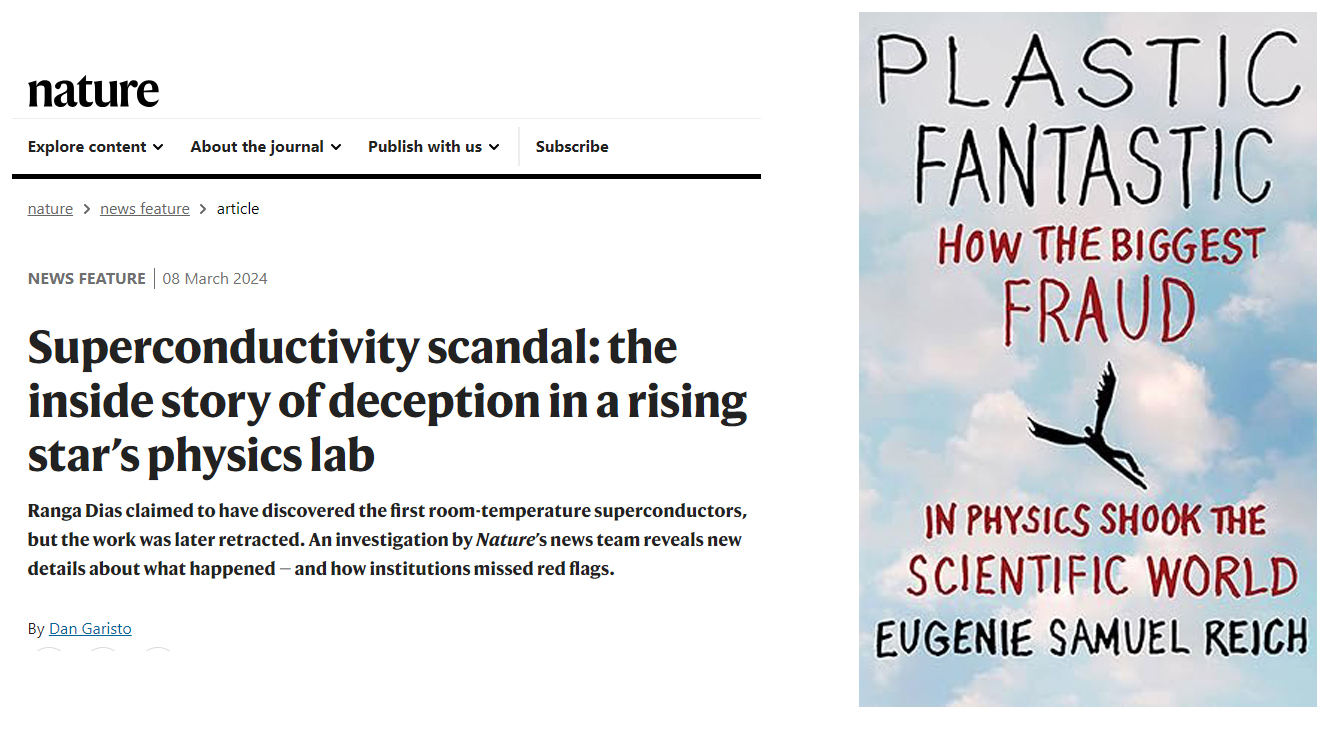 nature
Explore content About the journal Publish with us Subscribe
nature > news feature > article
NEWS FEATURE | 08 March 2024
Superconductivity scandal: the
inside story of deception in a rising
star’s physics lab
Ranga Dias claimed to have discovered the first room-temperature superconductors,
but the work was later retracted. An investigation by Nature’s news team reveals new
details about what happened — and how institutions missed red flags.
By Dan Garisto
PLASTIC
FANTASTIC
HOW THE BIGGEST
FRAUD
IN PHYSICS SHOOK THE
SCIENTIFIC WORLD
EUGENIE SAMUEL REICH